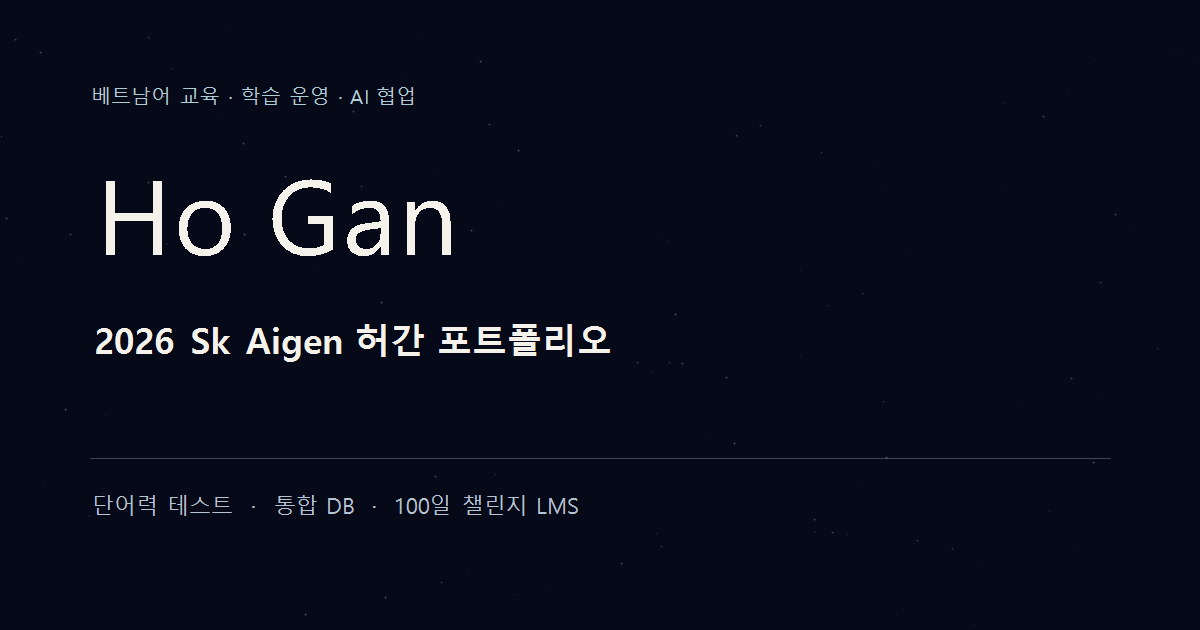 베트남어 교육 · 학습 운영 · AI 협업
Ho Gan
2026 Sk Aigen 허간 포트폴리오
단어력 테스트 · 통합 DB · 100일 챌린지 LMS